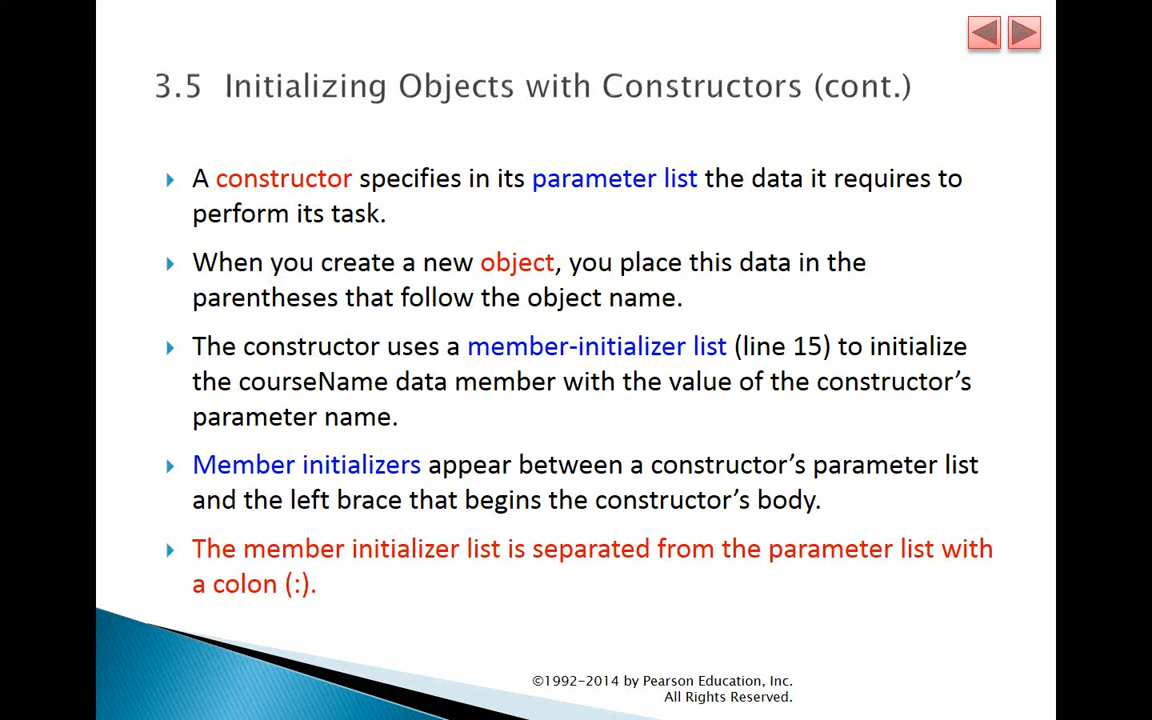 3.5 Initializing Objects with Constructors (cont.)
A constructor specifies in its parameter list the data it requires to
perform its task.
When you create a new object, you place this data in the
parentheses that follow the object name.
The constructor uses a member-initializer list (line 15) to initialize
the courseName data member with the value of the constructor’s
parameter name.
Member initializers appear between a constructor’s parameter list
and the left brace that begins the constructor’s body.
The member initializer list is separated from the parameter list with
a colon (:).
©1992-2014 by Pearson Education, Inc.
All Rights Reserved.